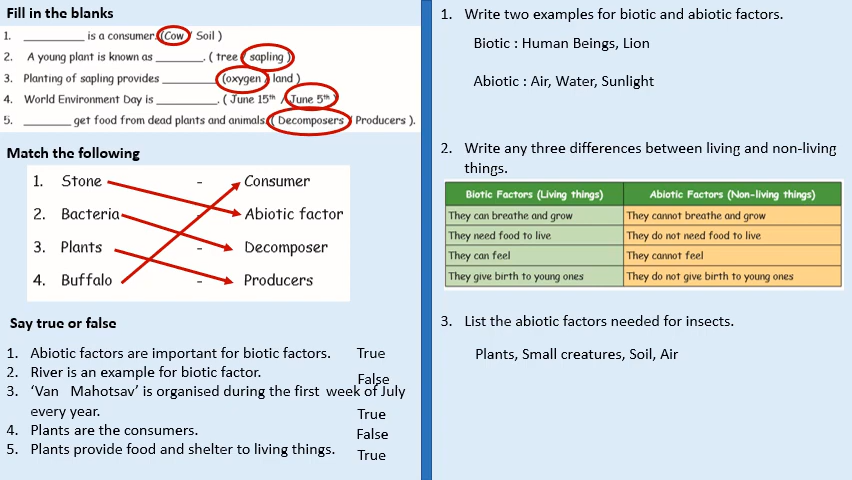 Fill in the blanks
1. ________ is a consumer. (Cow / Soil )
2. A young plant is known as ________. ( tree / sapling )
3. Planting of sapling provides ________ (oxygen / land )
4. World Environment Day is ________. ( June 15th / June 5th )
5. ________ get food from dead plants and animals. ( Decomposers / Producers ).
Match the following
1. Stone - Consumer
2. Bacteria - Abiotic factor
3. Plants - Decomposer
4. Buffalo - Producers
Say true or false
1. Abiotic factors are important for biotic factors. True
2. River is an example for biotic factor. False
3. ‘Van Mahotsav’ is organised during the first week of July
every year. True
4. Plants are the consumers. False
5. Plants provide food and shelter to living things. True
1. Write two examples for biotic and abiotic factors.
Biotic : Human Beings, Lion
Abiotic : Air, Water, Sunlight
2. Write any three differences between living and non-living
things.
Biotic Factors (Living things) Abiotic Factors (Non-living things)
They can breathe and grow They cannot breathe and grow
They need food to live They do not need food to live
They can feel They cannot feel
They give birth to young ones They do not give birth to young ones
3. List the abiotic factors needed for insects.
Plants, Small creatures, Soil, Air